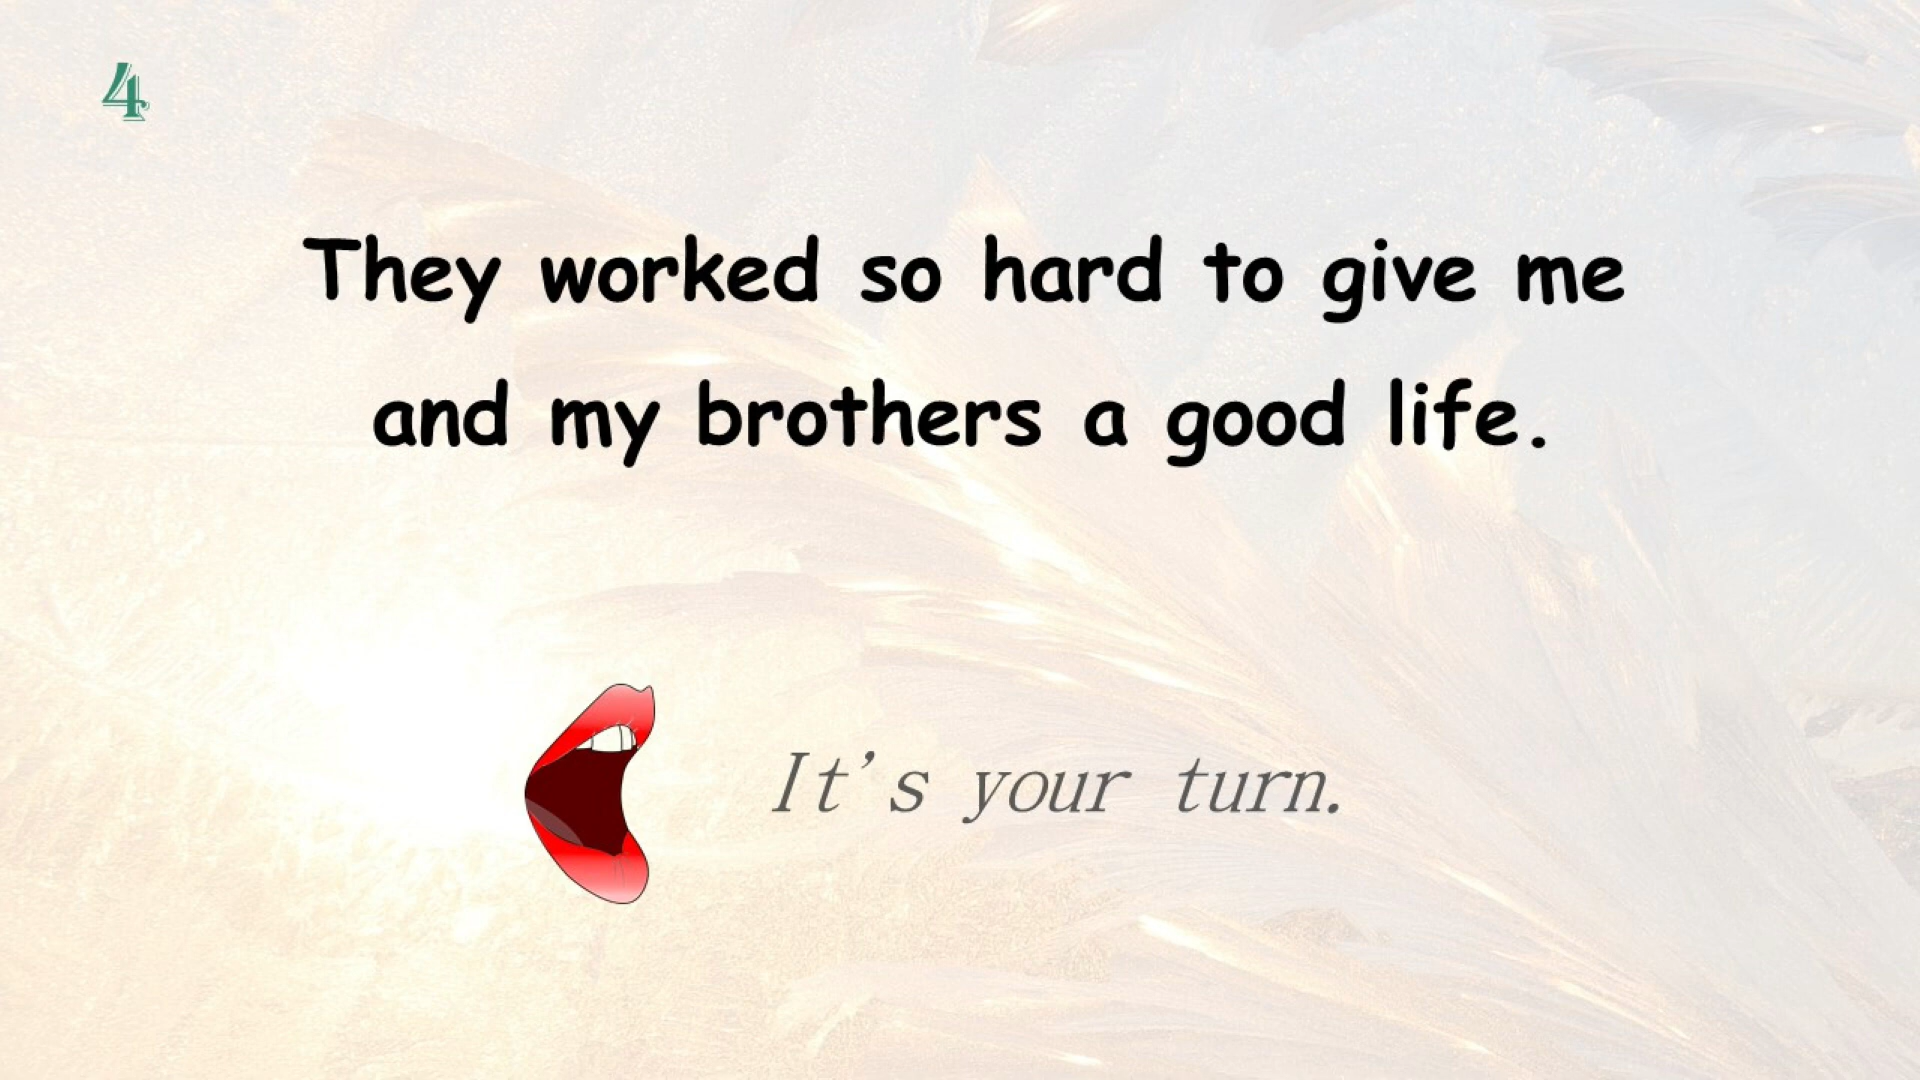 4
They worked so hard to give me
and my brothers a good life.
It's your turn.